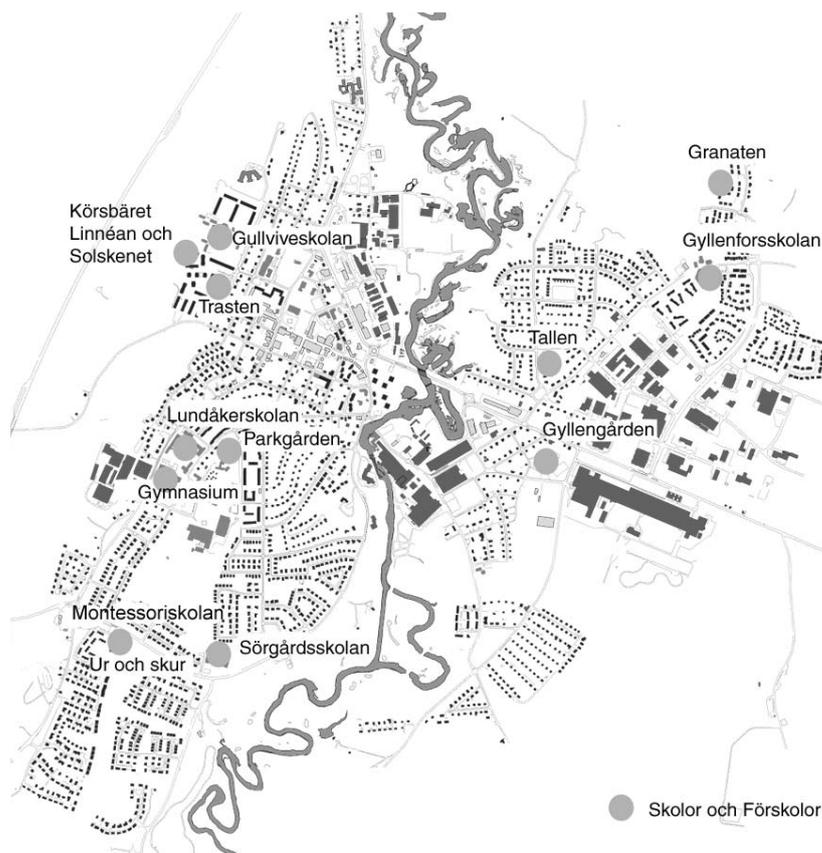 Granaten
Körsbäret
Linnéan och
Solskenet
Gullviveskolan
Gyllenforsskolan
Trasten
Tallen
Lundåkerskolan
Parkgården
Gyllengården
Gymnasium
Montessoriskolan
Ur och skur
Sörgårdsskolan
Skolor och Förskolor